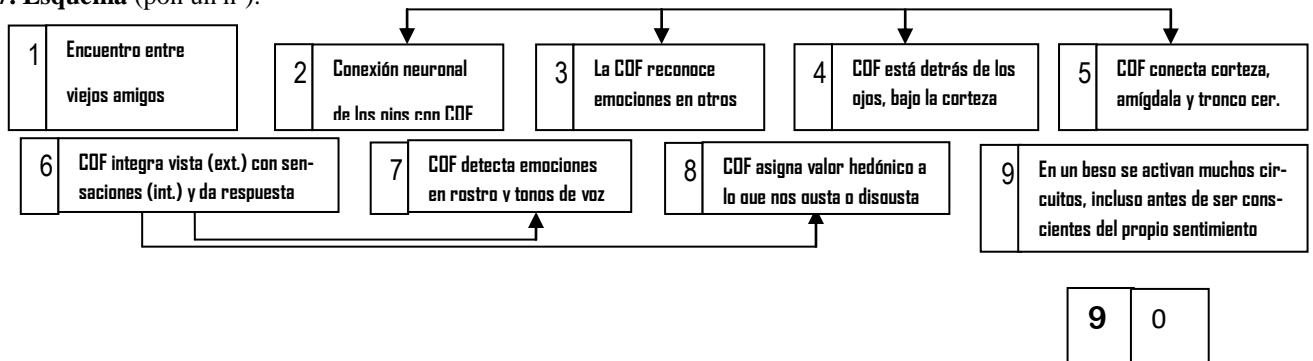 7. Esquema (pon un nº).
1
Encuentro entre
viejos amigos
2
Conexión neuronal
de los ojos con COF
3
La COF reconoce
emociones en otros
4
COF está detrás de los
ojos, bajo la corteza
5
COF conecta corteza,
amígdala y tronco cer.
6
COF integra vista (ext.) con sen-
saciones (int.) y da respuesta
7
COF detecta emociones
en rostro y tonos de voz
8
COF asigna valor hedónico a
lo que nos gusta o disgusta
9
En un beso se activan muchos cir-
cuitos, incluso antes de ser cons-
cientes del propio sentimiento
9 0